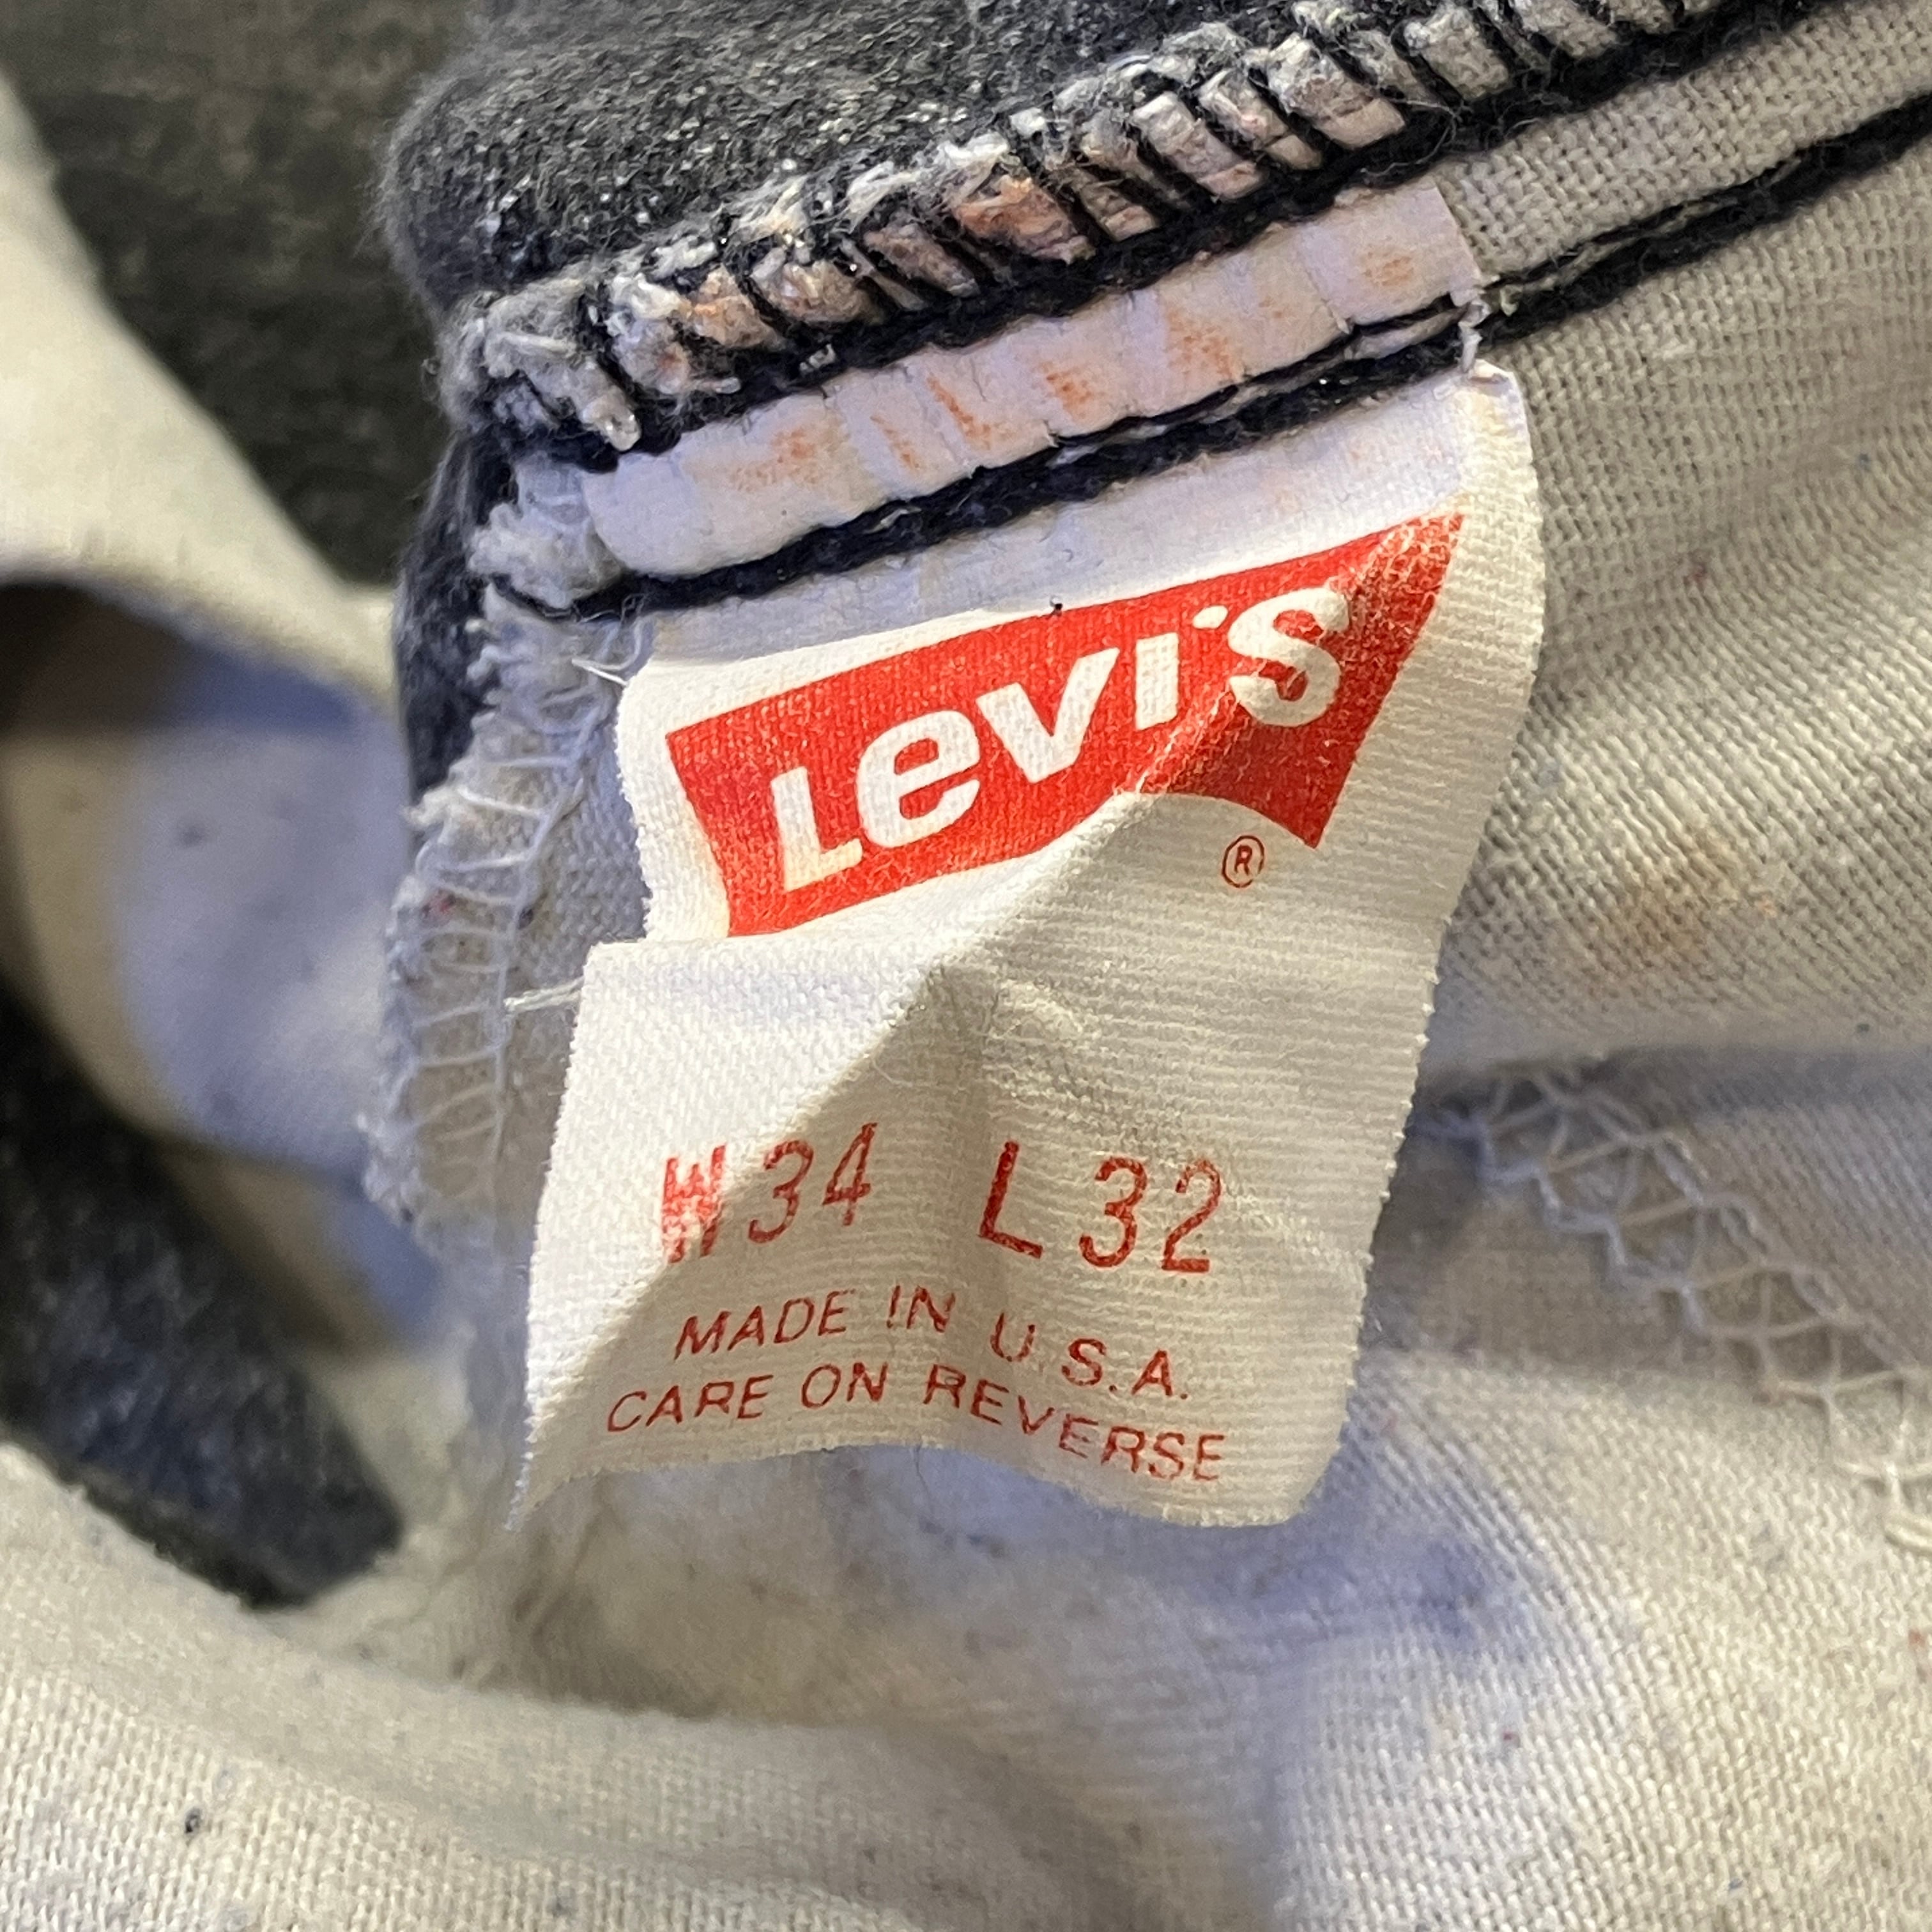 Levi's
®
W34 L32
MADE IN U.S.A.
CARE ON REVERSE